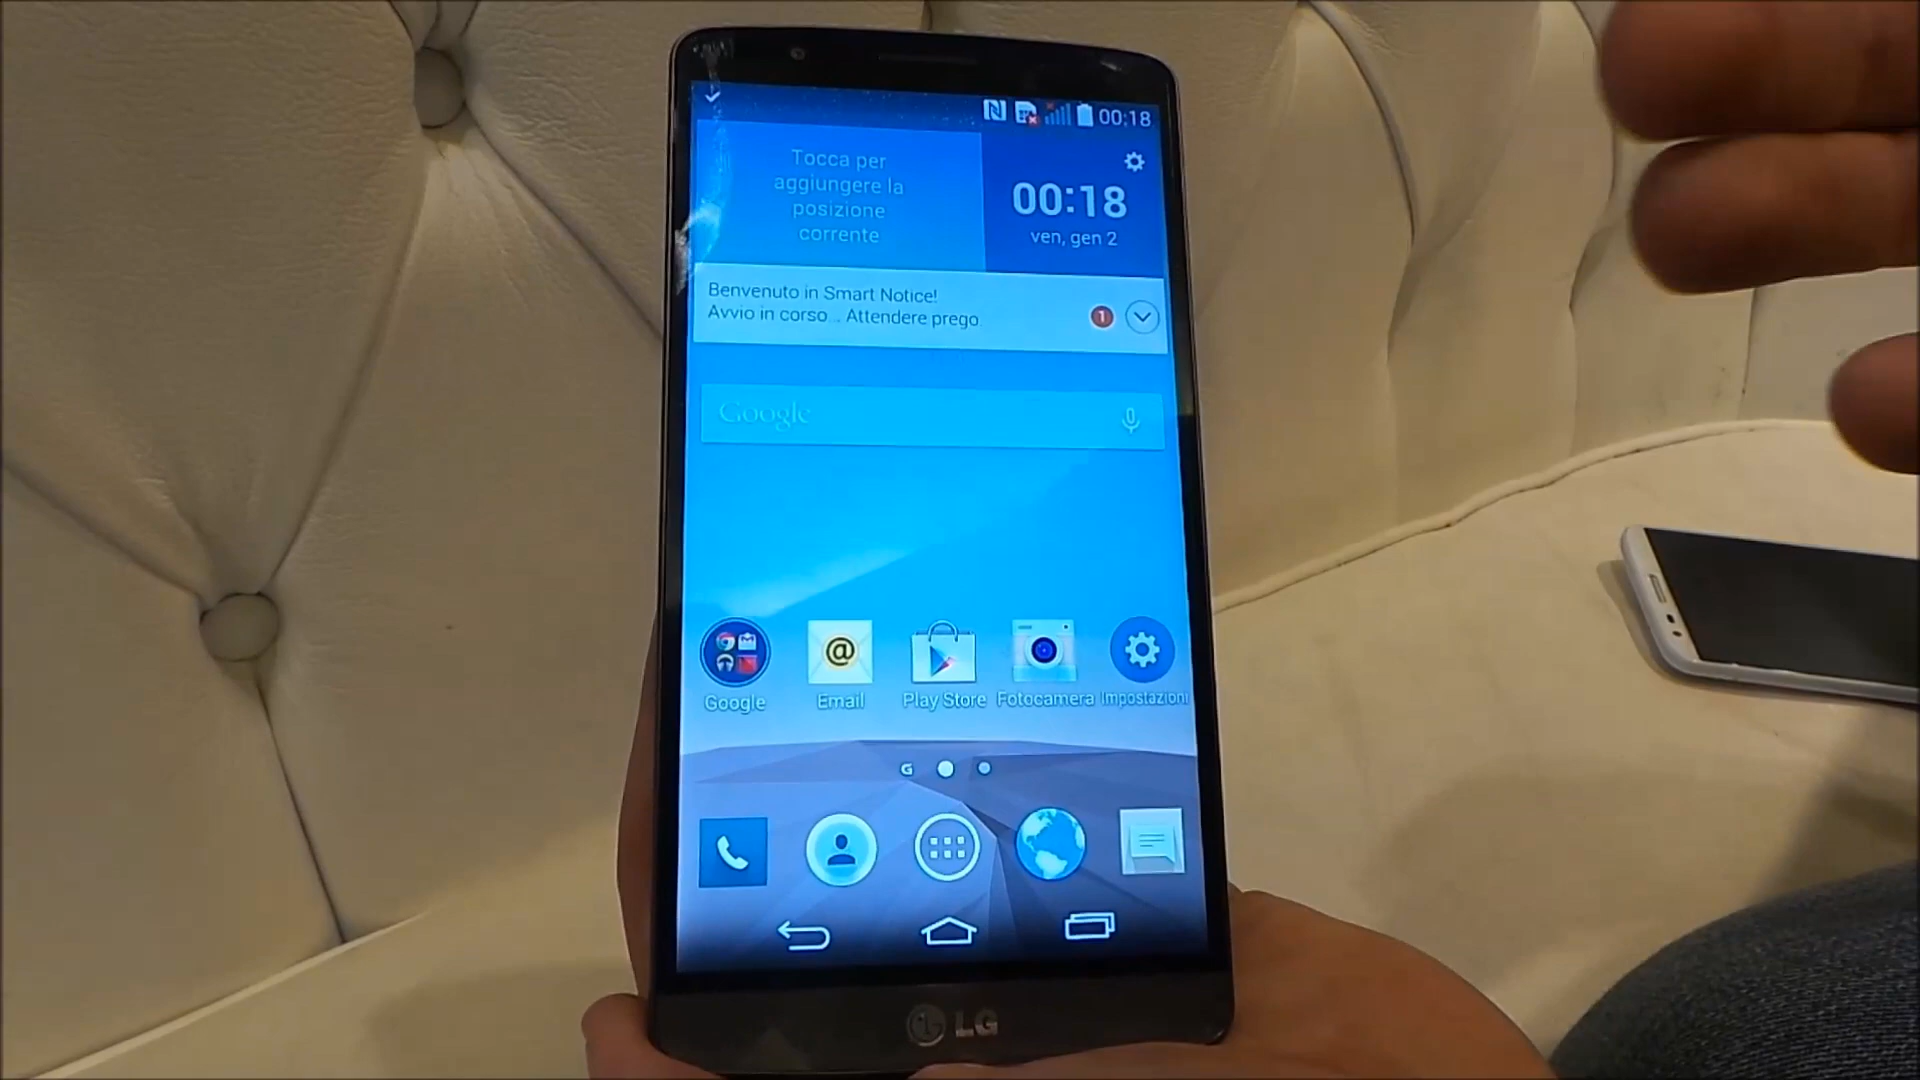 00:18
Tocca per
aggiungere la
posizione
corrente
00:18
ven, gen 2
Benvenuto in Smart Notice!
Avvio in corso... Attendere prego.
1
Google
Google
Email
Play Store
Fotocamera
Impostazioni
G
LG